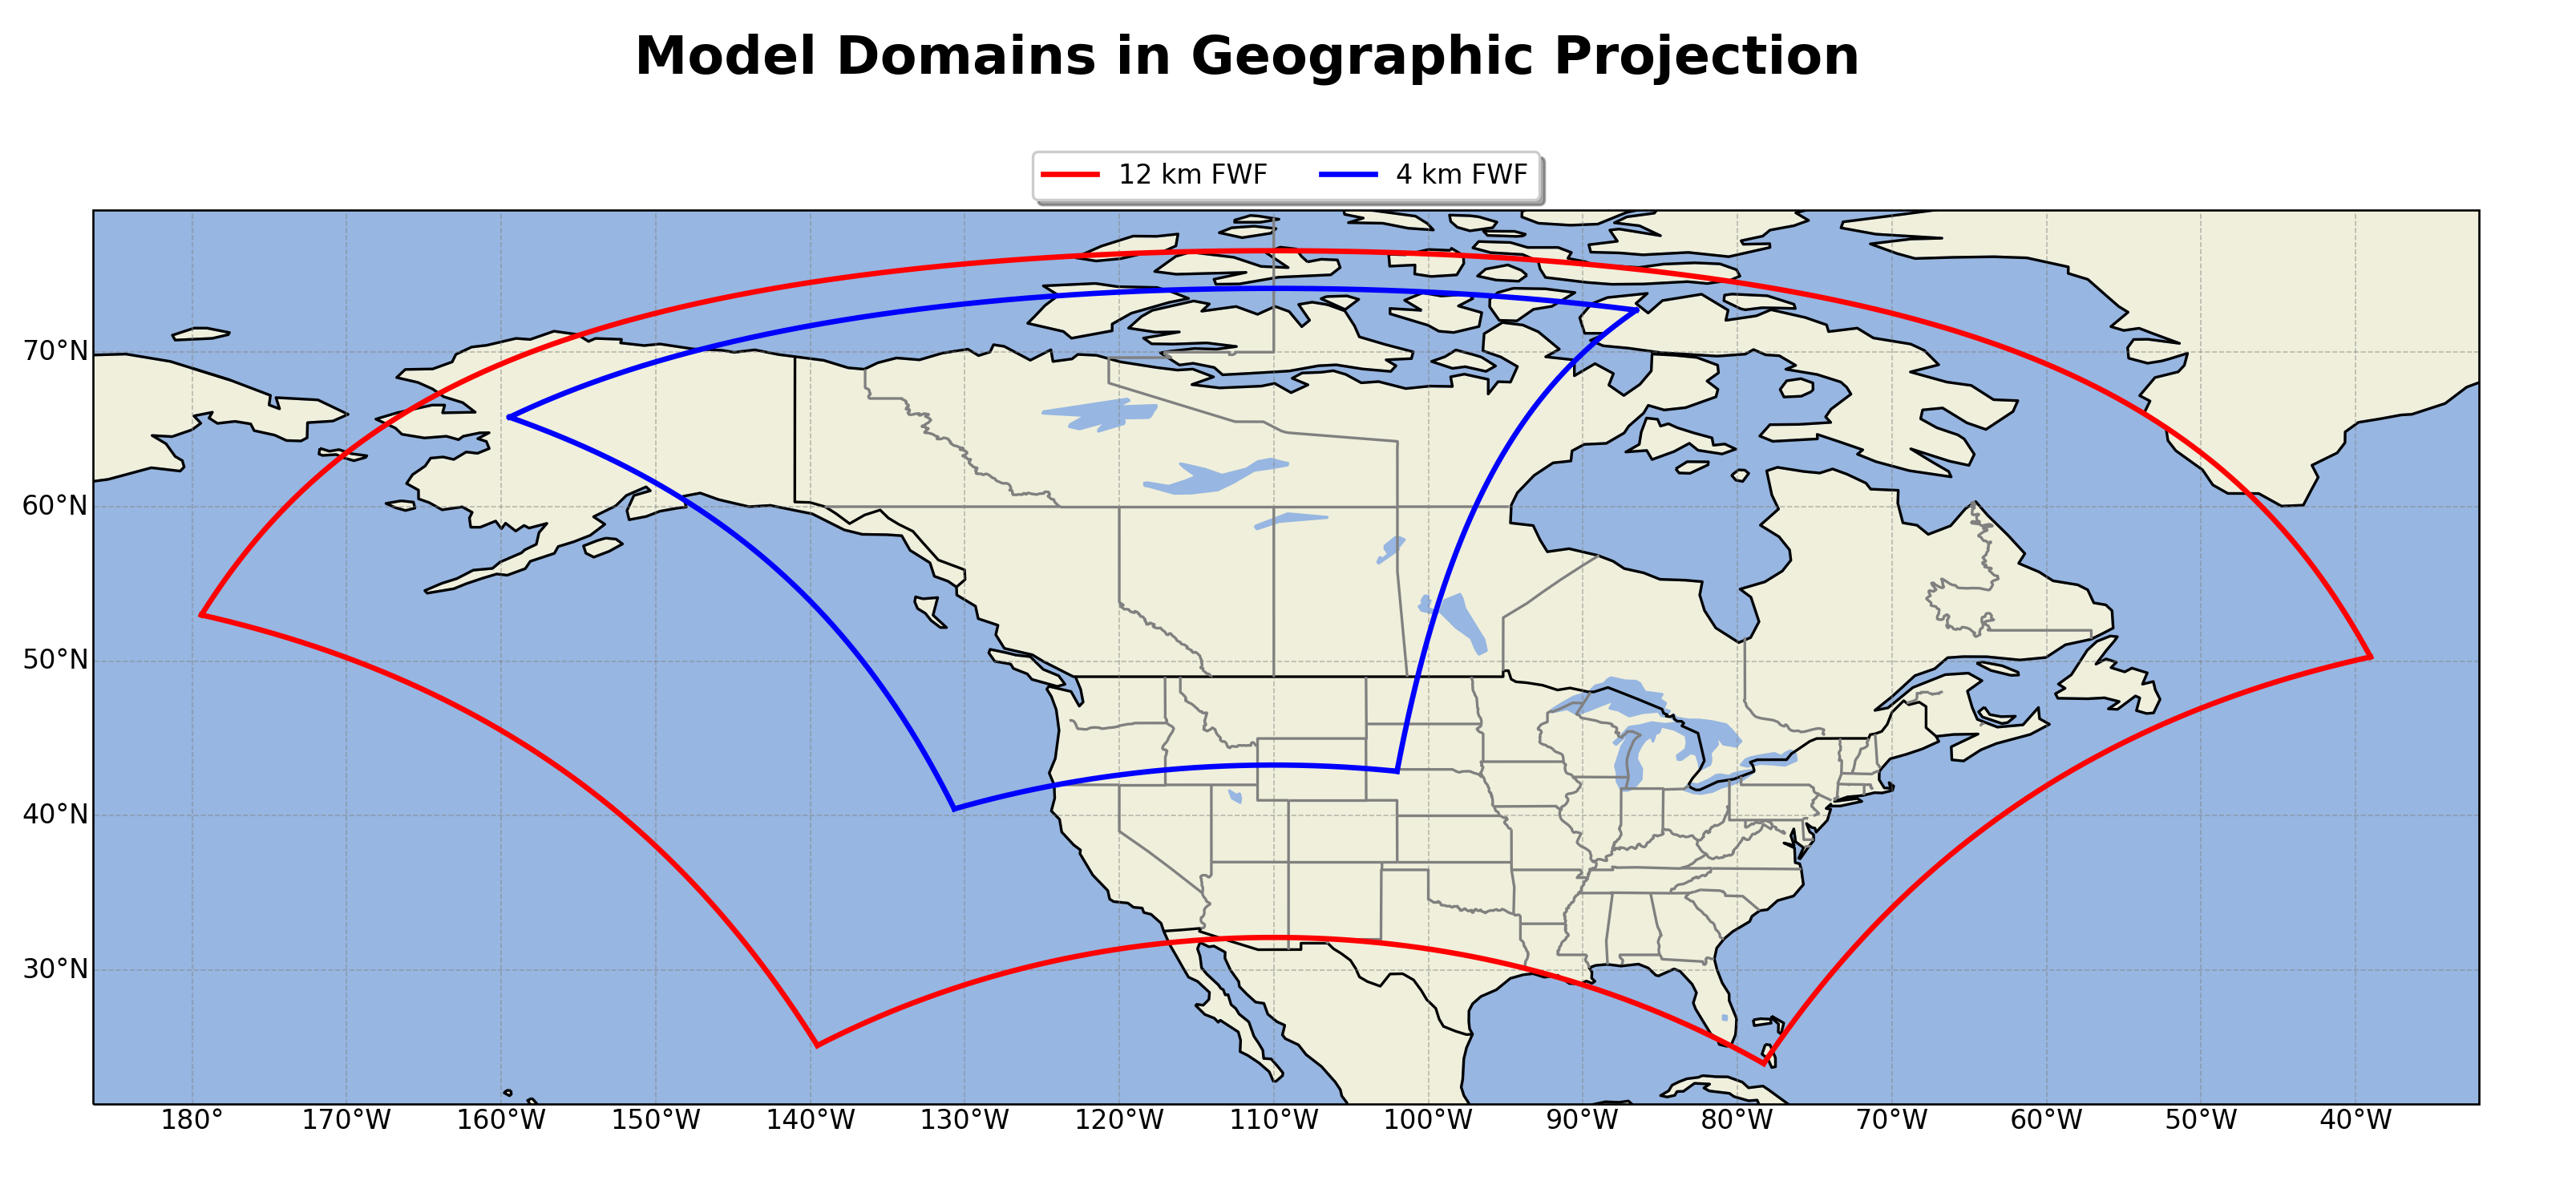 Model Domains in Geographic Projection
12 km FWF 4 km FWF
70°N
60°N
50°N
40°N
30°N
180° 170°W 160°W 150°W 140°W 130°W 120°W 110°W 100°W 90°W 80°W 70°W 60°W 50°W 40°W